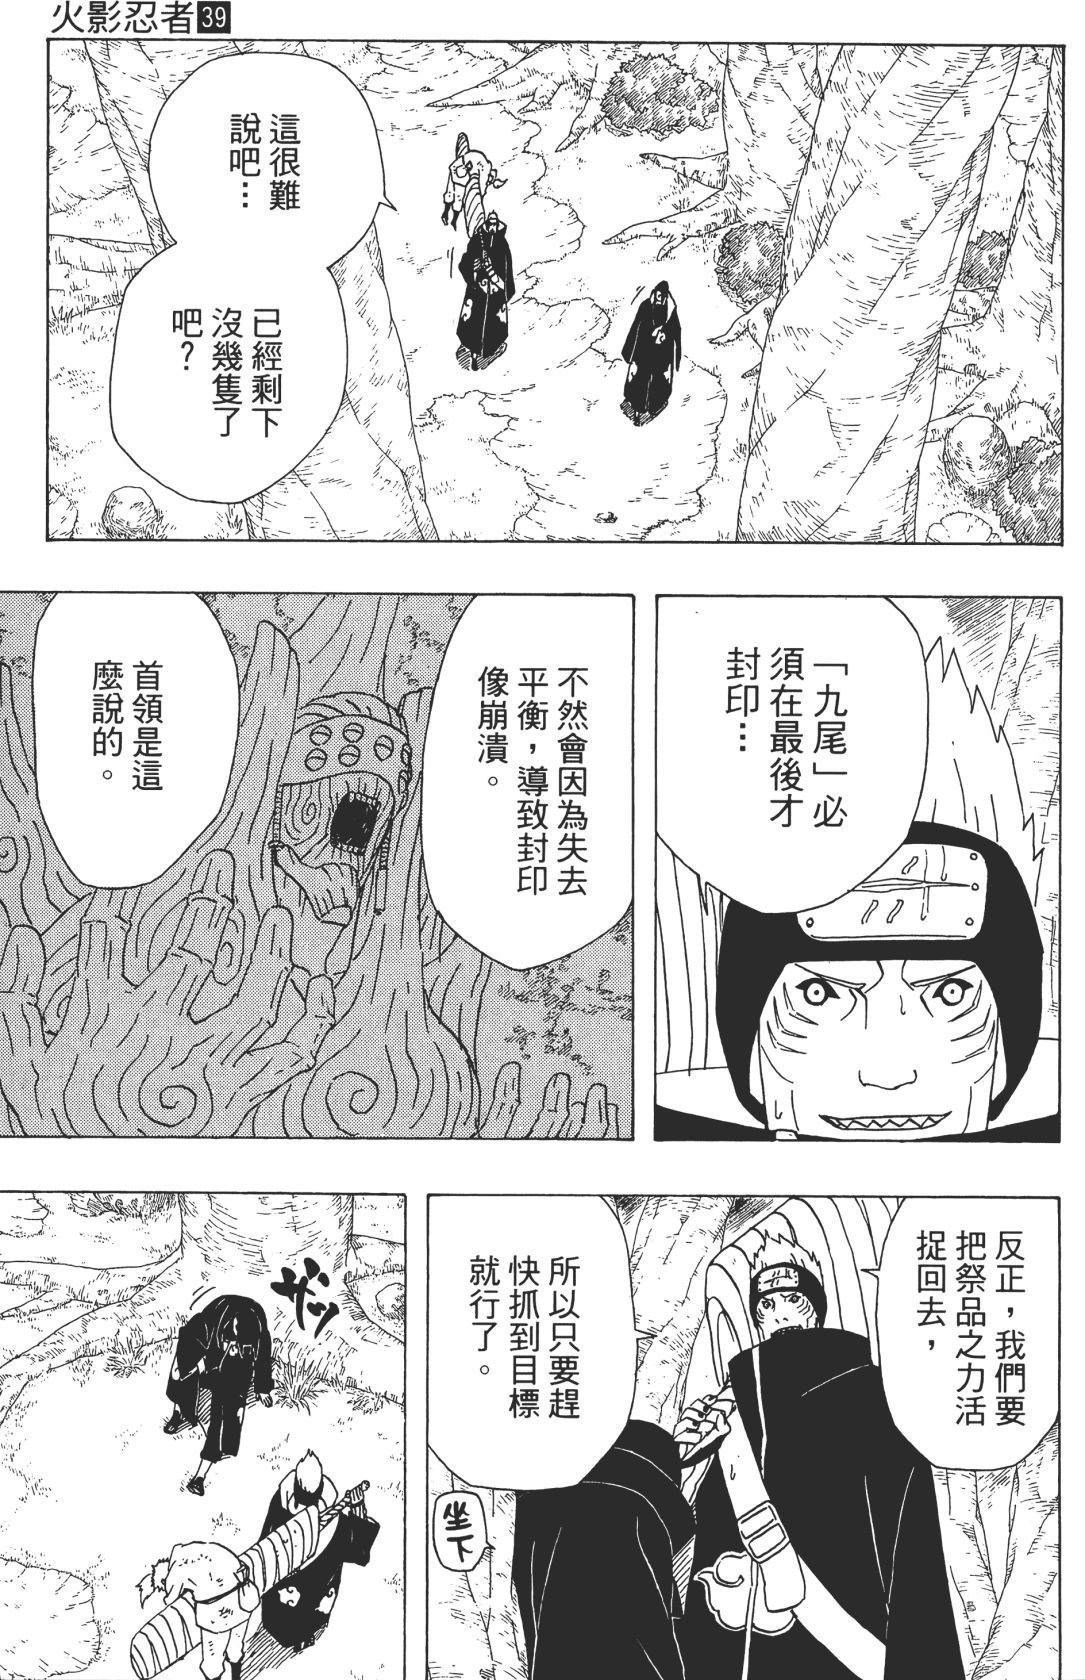 火影忍者39
這很難
說吧…
已經剩下
沒幾隻了
吧？
「九尾」必
須在最後才
封印…
不然會因為失去
平衡，導致封印
像崩潰。
首領是這
麼說的。
反正，我們要
把祭品之力活
捉回去，
所以只要趕
快抓到目標
就行了。
坐下
ザッ